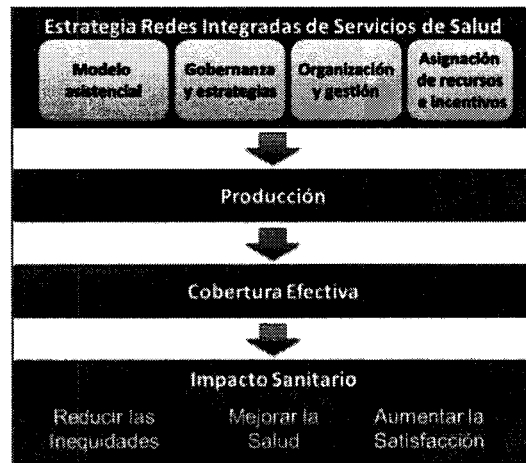 Estrategia Redes Integradas de Servicios de Salud
Modelo
asistencial
Gobernanza
y estrategias
Organización
y gestión
Asignación
de recursos
e incentivos
Producción
Cobertura Efectiva
Impacto Sanitario
Reducir las
Inequidades
Mejorar la
Salud
Aumentar la
Satisfacción